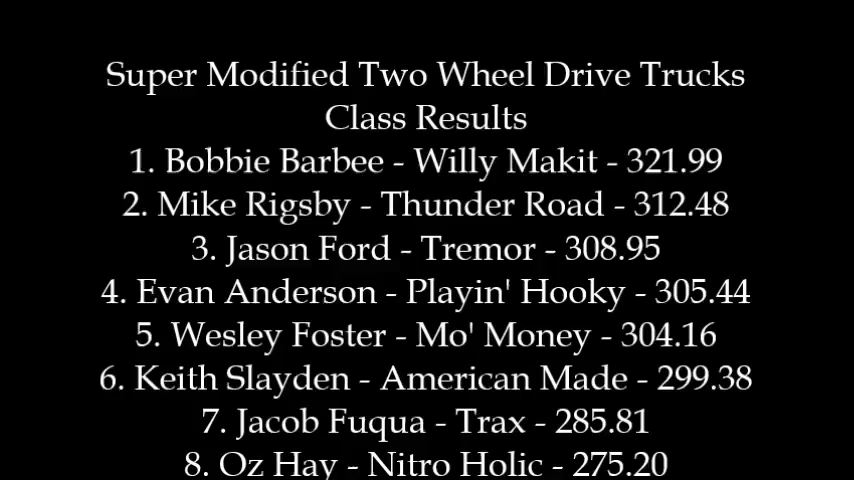 Super Modified Two Wheel Drive Trucks
Class Results
1. Bobbie Barbee - Willy Makit - 321.99
2. Mike Rigsby - Thunder Road - 312.48
3. Jason Ford - Tremor - 308.95
4. Evan Anderson - Playin' Hooky - 305.44
5. Wesley Foster - Mo' Money - 304.16
6. Keith Slayden - American Made - 299.38
7. Jacob Fuqua - Trax - 285.81
8. Oz Hay - Nitro Holic - 275.20